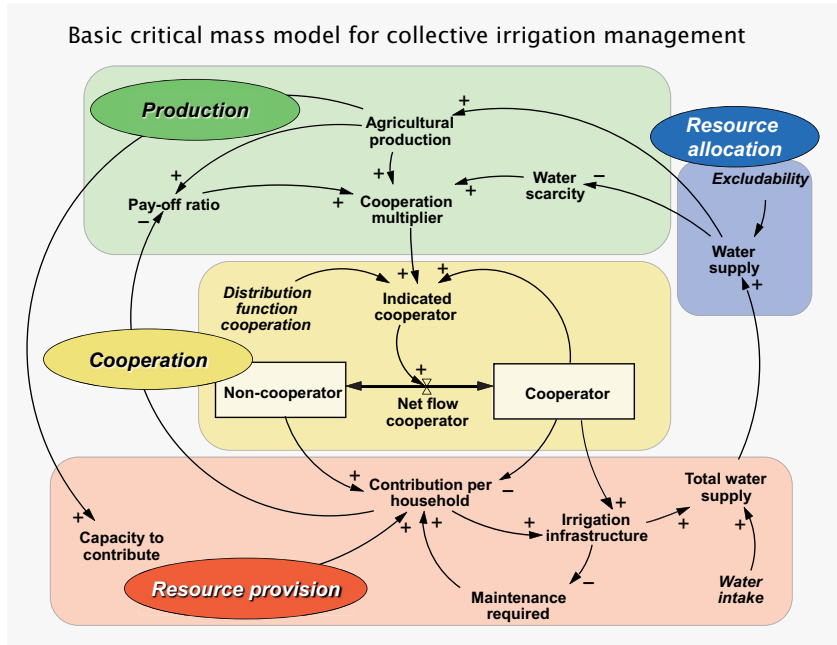 Basic critical mass model for collective irrigation management
Production
Resource
allocation
+
Agricultural
production
Excludability
+
+
Water
scarcity
−
Pay-off ratio
+
Cooperation
multiplier
+
−
Water
supply
+
+
+
Distribution
function
cooperation
Indicated
cooperator
Cooperation
+
Non-cooperator
Net flow
cooperator
Cooperator
+
Contribution per
household
−
Total water
supply
+
+
Capacity to
contribute
+
+
+
Irrigation
infrastructure
+
+
Resource provision
−
Maintenance
required
Water
intake